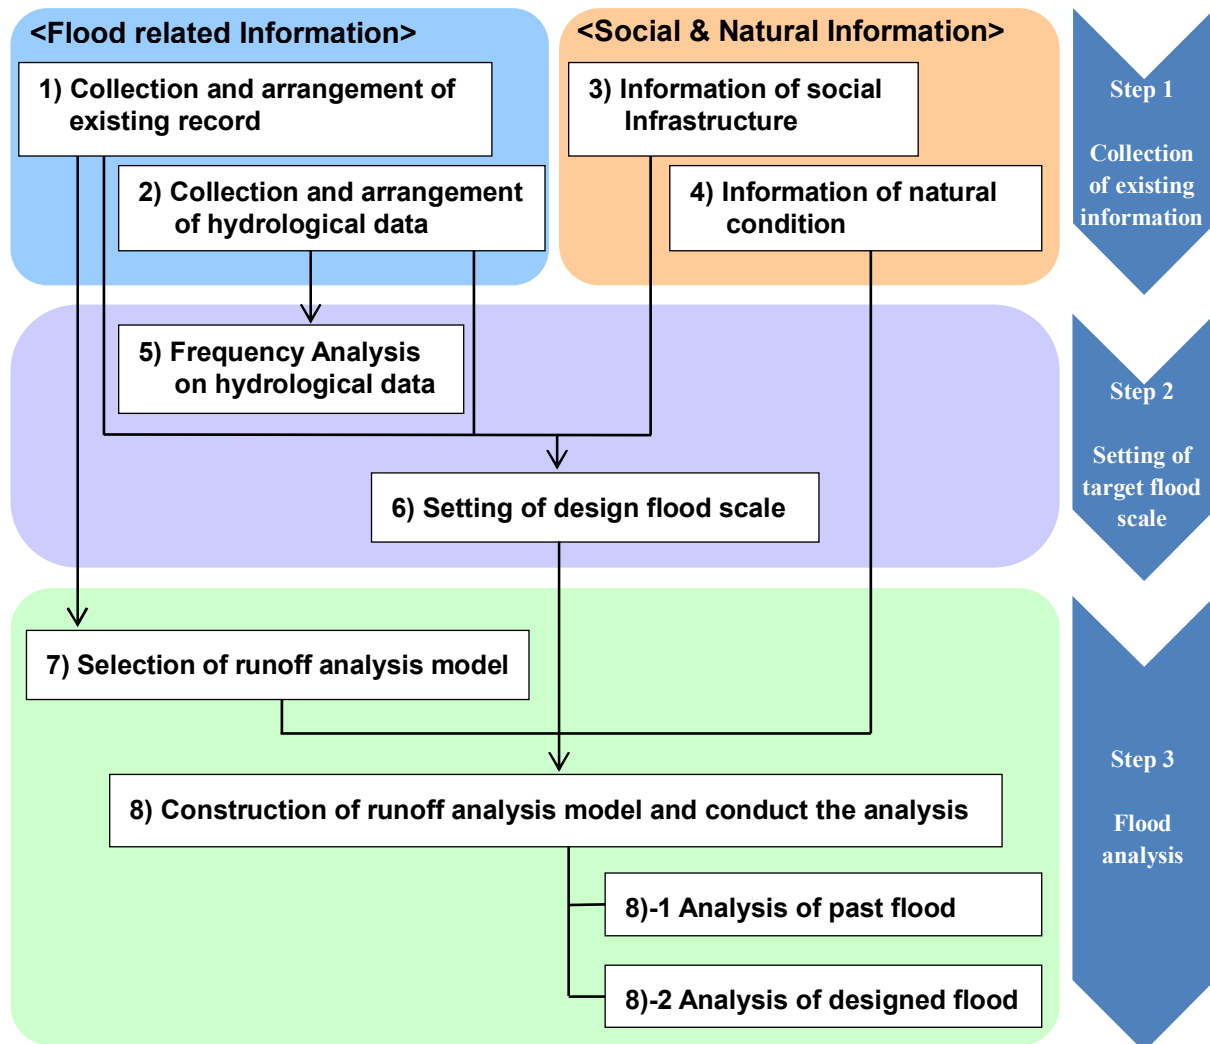 <Flood related Information>
1) Collection and arrangement of
existing record
2) Collection and arrangement
of hydrological data
<Social & Natural Information>
3) Information of social
Infrastructure
4) Information of natural
condition
Step 1
Collection
of existing
information
5) Frequency Analysis
on hydrological data
6) Setting of design flood scale
Step 2
Setting of
target flood
scale
7) Selection of runoff analysis model
8) Construction of runoff analysis model and conduct the analysis
8)-1 Analysis of past flood
8)-2 Analysis of designed flood
Step 3
Flood
analysis